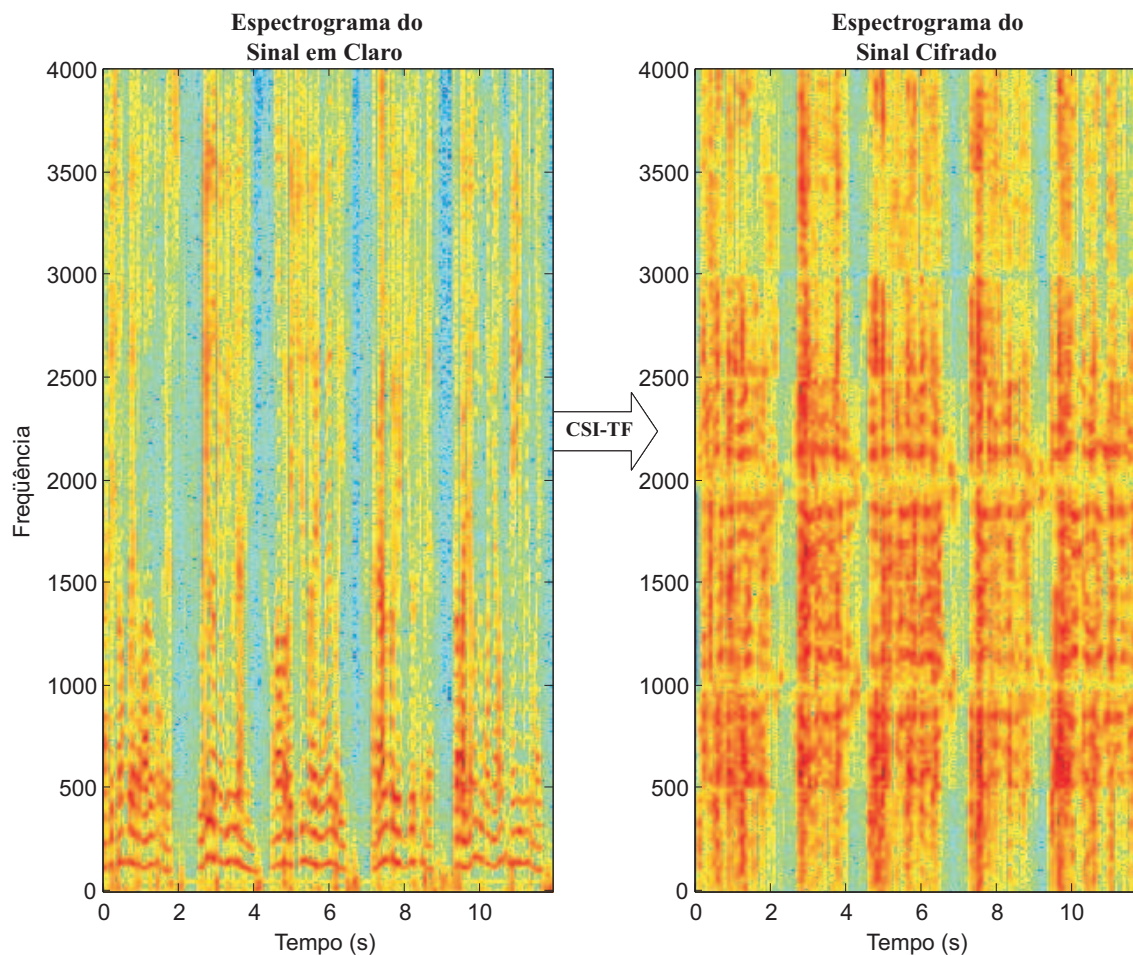 Espectrograma do
Sinal em Claro
Espectrograma do
Sinal Cifrado
4000
3500
3000
2500
2000
1500
1000
500
0
Freqüência
0 2 4 6 8 10
Tempo (s)
CSI-TF
4000
3500
3000
2500
2000
1500
1000
500
0
0 2 4 6 8 10
Tempo (s)